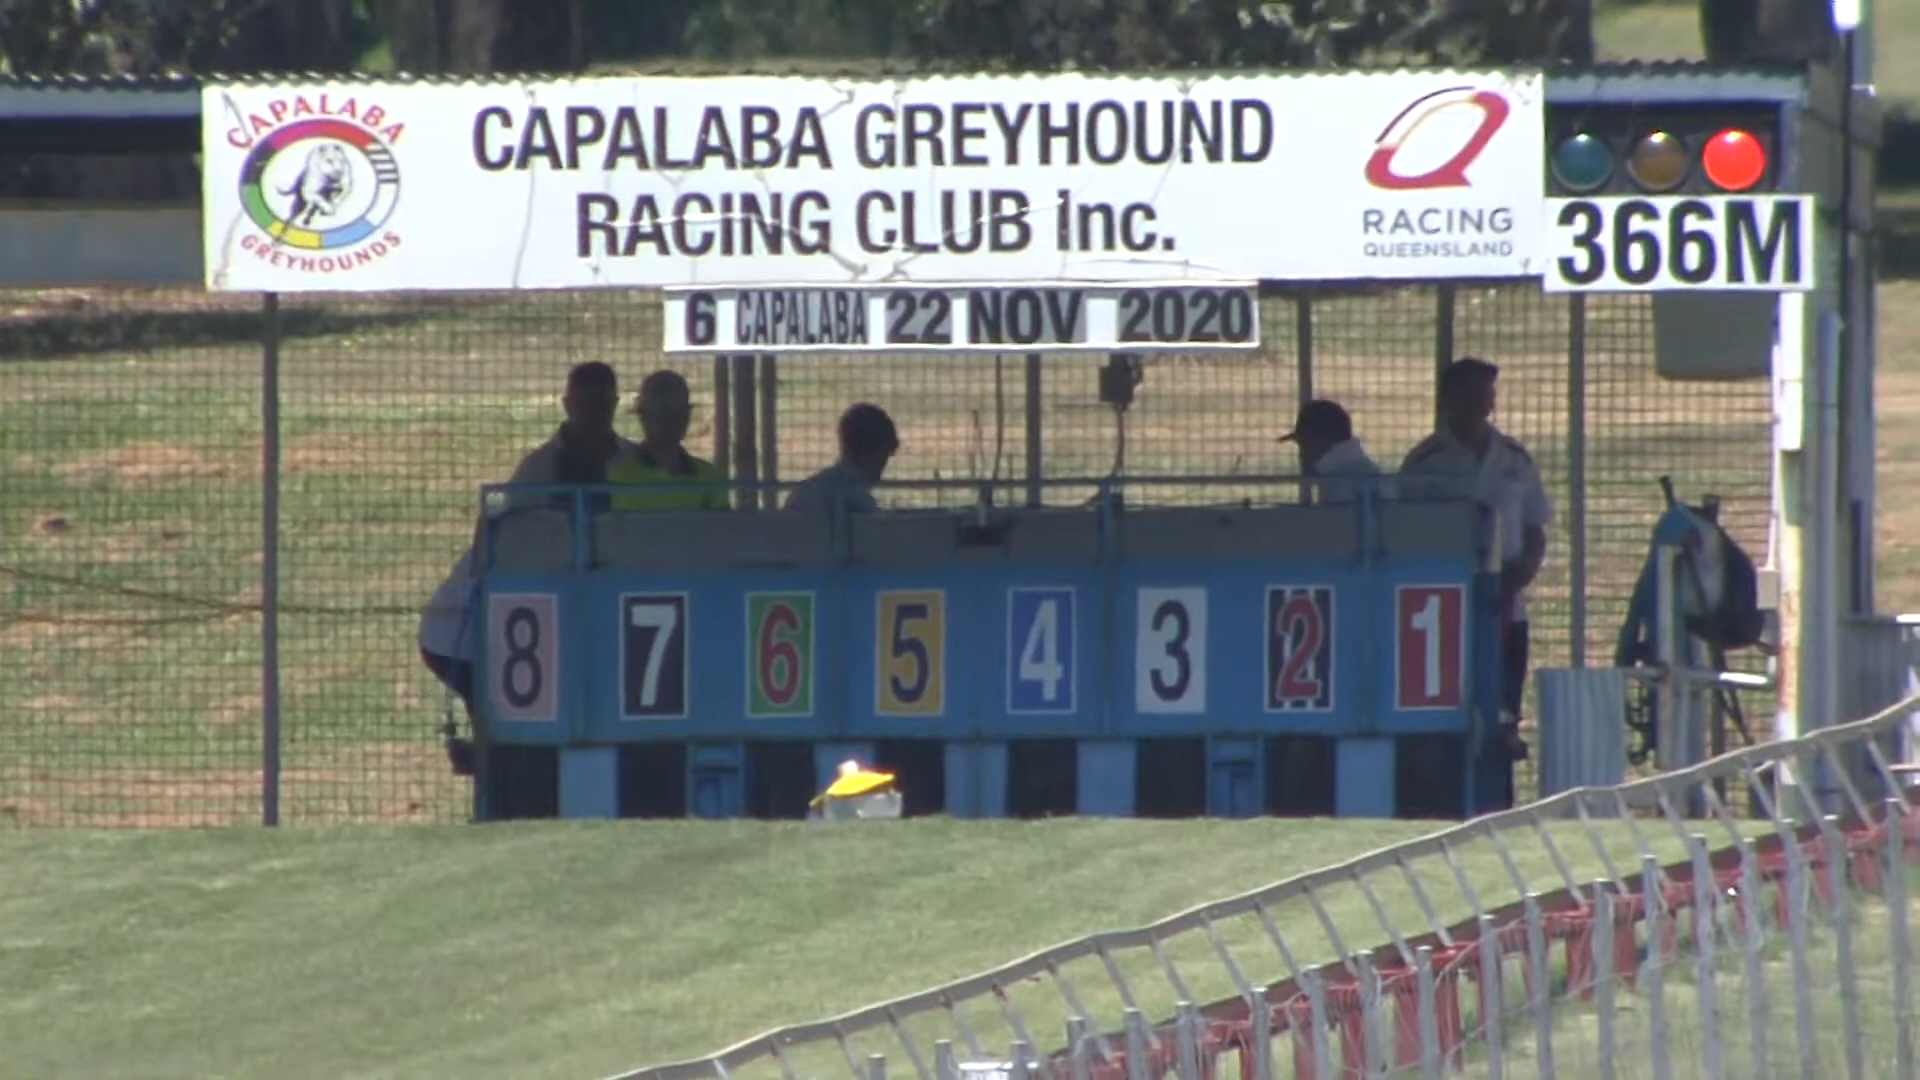 CAPALABA
GREYHOUNDS
CAPALABA GREYHOUND
RACING CLUB Inc.
RACING
QUEENSLAND
366M
6 CAPALABA 22 NOV 2020
8 7 6 5 4 3 2 1